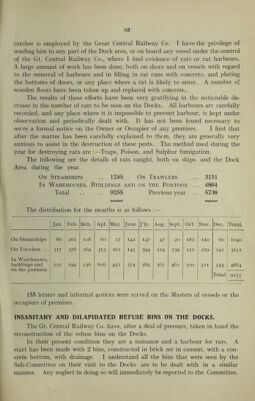 83
catcher is employed by the Great Central Railway Co. I have the privilege of
sending him to any part of the Dock area, or on board any vessel under the control
of the Gt. Central Railway Co., where I find evidences of rats or rat harbours.
A large amount of work has been done, both on shore and on vessels with regard
to the removal of harbours and in filling in rat runs with concrete, and plating
the bottoms of doors, or any place where a rat is likely to enter. A number of
wooden floors have been taken up and replaced with concrete.
The results of these efforts have been very gratifying in the noticeable de-
crease in the number of rats to be seen on the Docks. All harbours are carefully
recorded, and any place where it is impossible to prevent harbour, is kept under
observation and periodically dealt with. It has not been found necessary to
serve a formal notice on the Owner or Occupier of any premises. I find that
after the matter has been carefully explained to them, they are generally very
anxious to assist in the destruction of these pests. The method used during the
year for destroying rats are :—Traps, Poison, and Sulphur fumigation.
The following are the details of rats caught, both on ships and the Dock
Area during the year.
On Steamships .. 1240. On Trawlers .. 3151
In Warehouses, Buildings and on the Pontoon .. 4864
Total .. .. 9255 Previous year .. 5738
The distribution for the months is as follows :—
Jan. Feb. Mch. Apl. May June J'ly. Aug. Sept. Oct. Nov. Dec. Total.
On Steamships 86 201 108 60 17 142 147 47 20 182 140 60 1240
On Trawlers .. 317 376 269 313 162 245 394 224 239 231 269 241 3151
In Warehouses, buildings and on the pontoon 220 199 236 606 452 574 389 362 462 500 521 543 4864
Total 9255
155 letters and informal notices were served on the Masters of vessels or the
occupiers of premises.
INSANITARY AND DILAPIDATED REFUSE BINS ON THE DOCKS.
The Gt. Central Railway Co. have, after a deal of pressure, taken in hand the
reconstruction of the refuse bins on the Docks.
In their present condition they are a nuisance and a harbour for rats. A
start has been made with 2 bins, constructed in brick set in cement, with a con-
crete bottom, with drainage. I understand all the bins that were seen by the
Sub-Committee on their visit to the Docks are to be dealt with in a similar
manner. Any neglect in doing so will immediately be reported to the Committee.